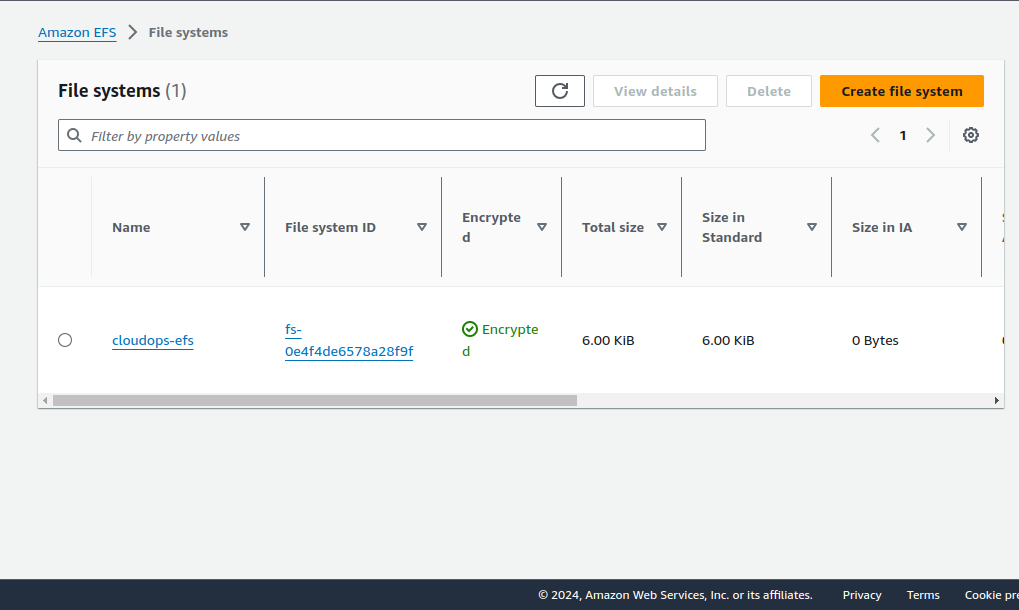 Amazon EFS > File systems
File systems (1)
View details
Delete
Create file system
Filter by property values
1
Name
File system ID
Encrypte
d
Total size
Size in
Standard
Size in IA
cloudops-efs
fs-
0e4f4de6578a28f9f
Encrypte
d
6.00 KiB
6.00 KiB
0 Bytes
© 2024, Amazon Web Services, Inc. or its affiliates.
Privacy
Terms
Cookie pre